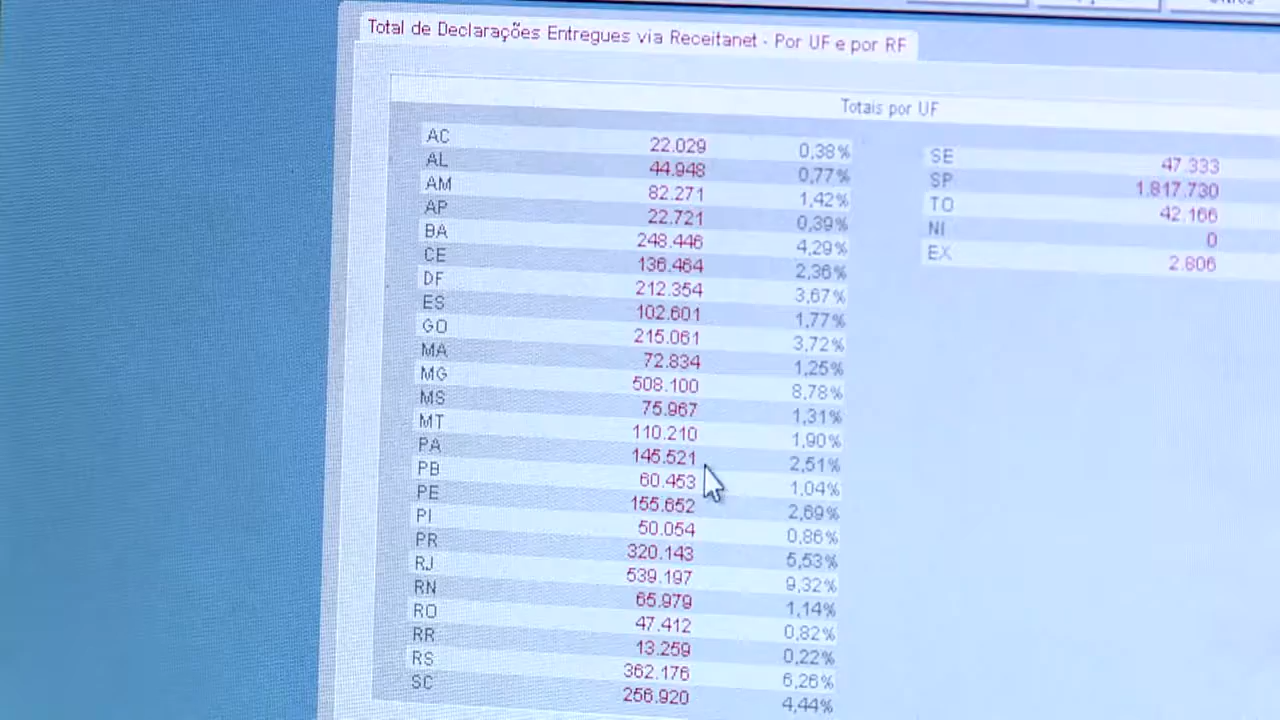 Total de Declarações Entregues via Receitanet - Por UF e por RF
Totais por UF
AC 22.029 0,38%
AL 44.948 0,77%
AM 82.271 1,42%
AP 22.721 0,39%
BA 248.446 4,29%
CE 136.464 2,36%
DF 212.354 3,67%
ES 102.601 1,77%
GO 215.061 3,72%
MA 72.834 1,25%
MG 508.100 8,78%
MS 75.967 1,31%
MT 110.210 1,90%
PA 145.521 2,51%
PB 60.453 1,04%
PE 155.652 2,69%
PI 50.054 0,86%
PR 320.143 5,53%
RJ 539.197 9,32%
RN 65.979 1,14%
RO 47.412 0,82%
RR 13.259 0,22%
RS 362.176 6,26%
SC 256.920 4,44%
SE 47.333
SP 1.817.730
TO 42.166
NI 0
EX 2.806